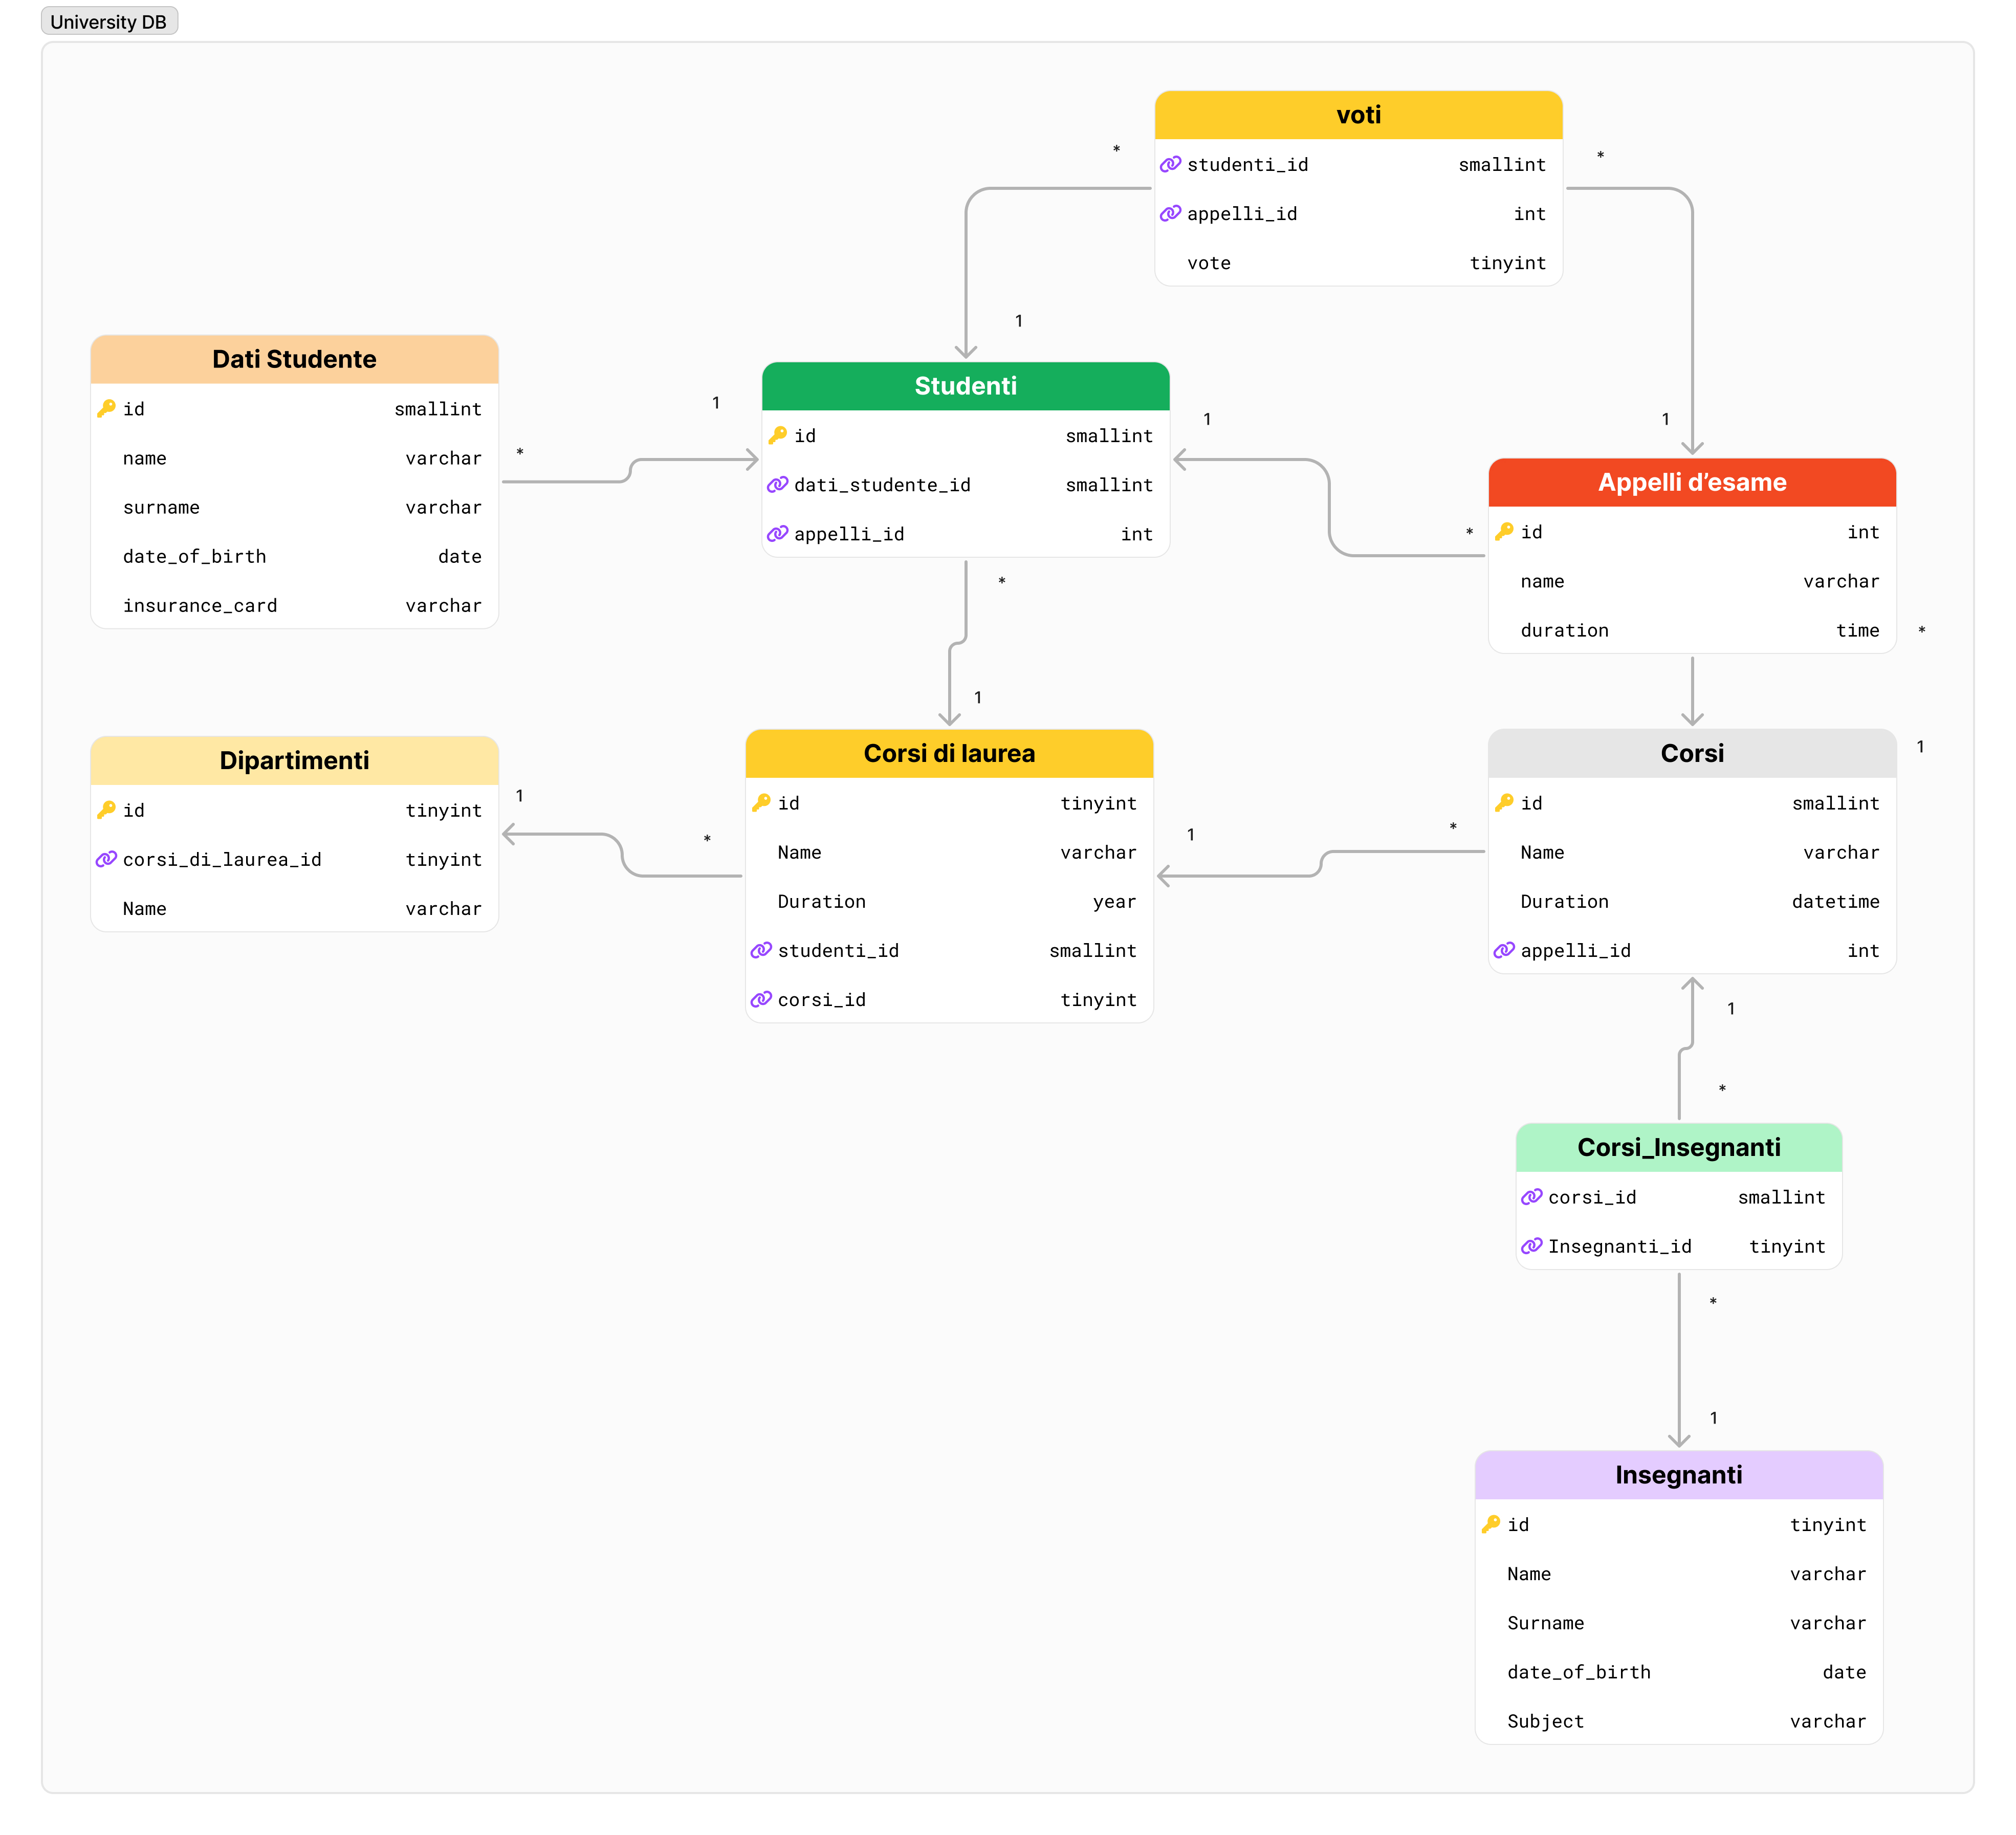 University DB
voti
studenti_id smallint
appelli_id int
vote tinyint
*
*
1
1
Dati Studente
id smallint
name varchar
surname varchar
date_of_birth date
insurance_card varchar
*
1
Studenti
id smallint
dati_studente_id smallint
appelli_id int
1
*
Appelli d’esame
id int
name varchar
duration time
*
*
1
Dipartimenti
id tinyint
corsi_di_laurea_id tinyint
Name varchar
1
*
Corsi di laurea
id tinyint
Name varchar
Duration year
studenti_id smallint
corsi_id tinyint
1
*
Corsi
id smallint
Name varchar
Duration datetime
appelli_id int
1
1
*
Corsi_Insegnanti
corsi_id smallint
Insegnanti_id tinyint
*
1
Insegnanti
id tinyint
Name varchar
Surname varchar
date_of_birth date
Subject varchar